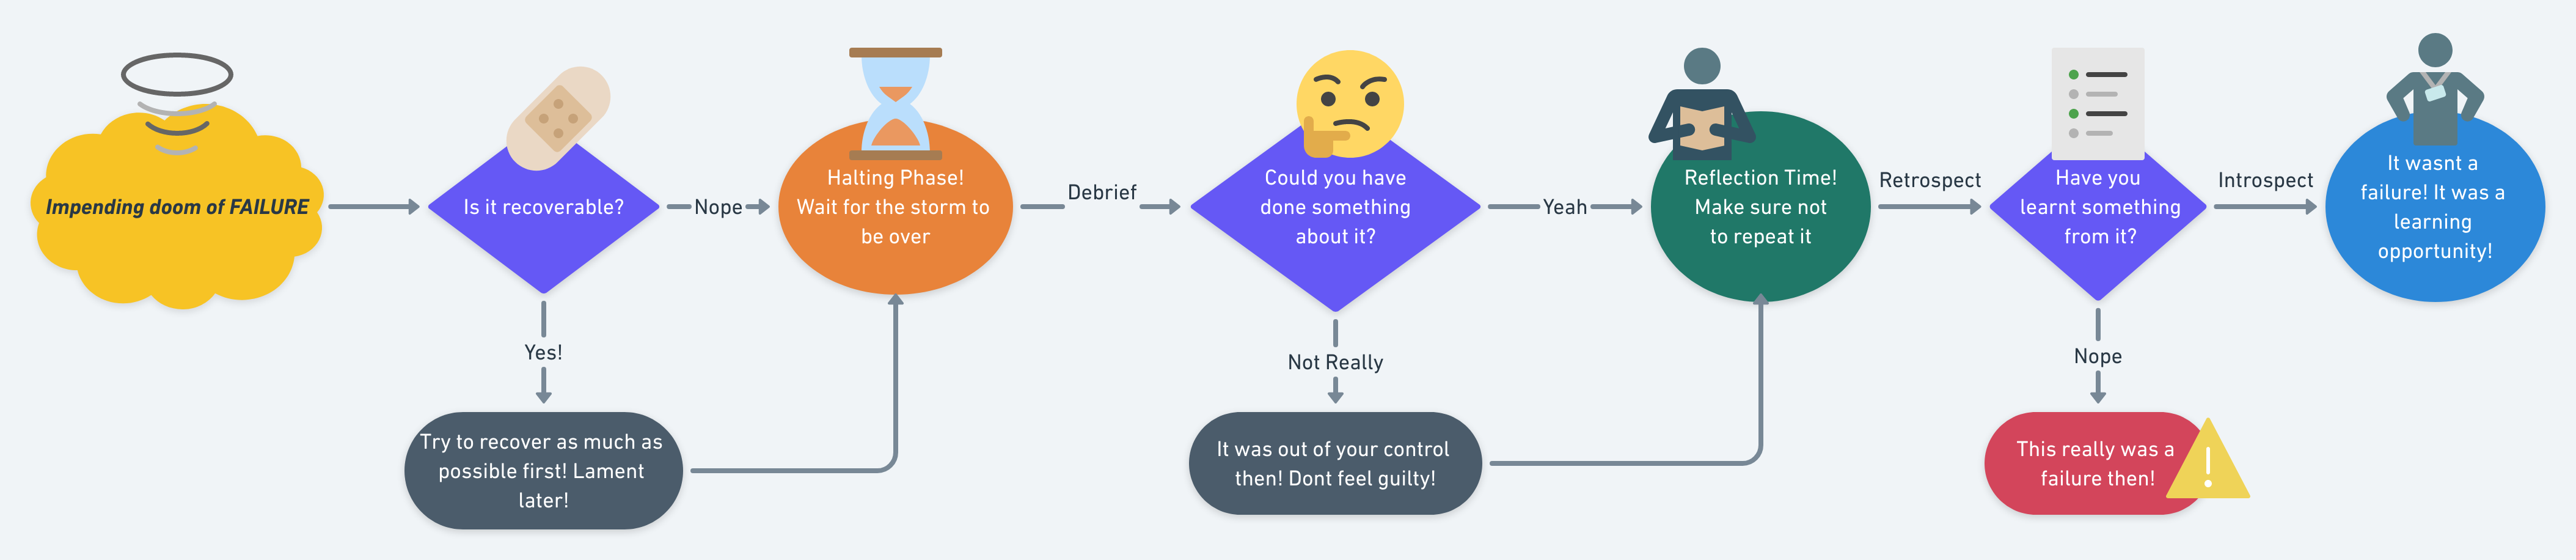 Impending doom of FAILURE
Is it recoverable?
Nope
Yes!
Try to recover as much as
possible first! Lament
later!
Halting Phase!
Wait for the storm to
be over
Debrief
Could you have
done something
about it?
Yeah
Not Really
It was out of your control
then! Dont feel guilty!
Reflection Time!
Make sure not
to repeat it
Retrospect
Have you
learnt something
from it?
Introspect
Nope
This really was a
failure then!
It wasnt a
failure! It was a
learning
opportunity!